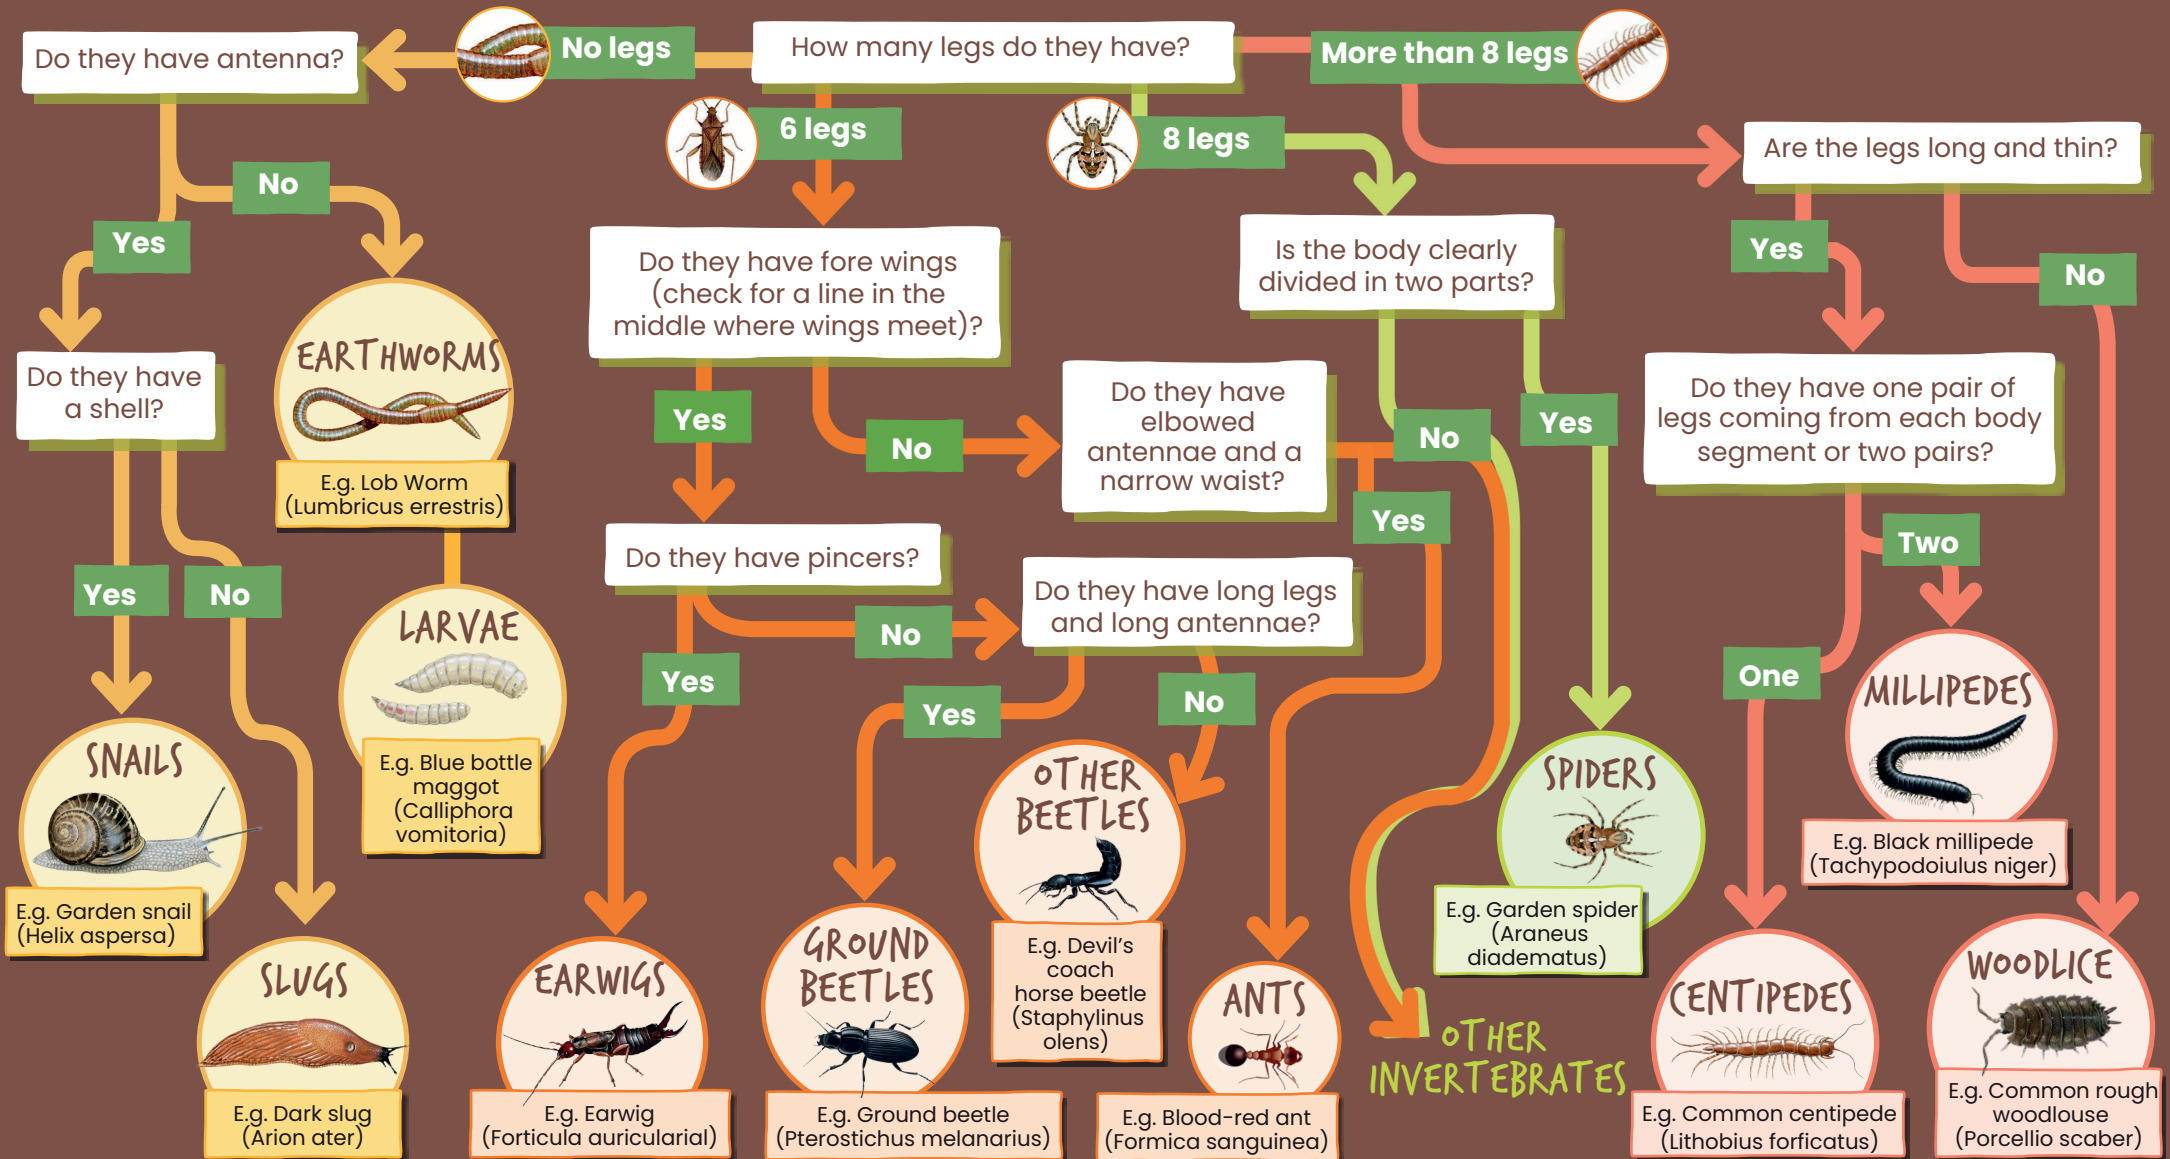 How many legs do they have?
No legs
6 legs
8 legs
More than 8 legs
Do they have antenna?
No
Yes
EARTHWORMS
E.g. Lob Worm
(Lumbricus errestris)
LARVAE
E.g. Blue bottle
maggot
(Calliphora
vomitoria)
Do they have
a shell?
Yes
No
SNAILS
E.g. Garden snail
(Helix aspersa)
SLUGS
E.g. Dark slug
(Arion ater)
Do they have fore wings
(check for a line in the
middle where wings meet)?
Yes
No
Do they have pincers?
Yes
No
EARWIGS
E.g. Earwig
(Forticula auricularial)
Do they have long legs
and long antennae?
Yes
No
GROUND
BEETLES
E.g. Ground beetle
(Pterostichus melanarius)
OTHER
BEETLES
E.g. Devil's
coach
horse beetle
(Staphylinus
olens)
Do they have
elbowed
antennae and a
narrow waist?
No
Yes
ANTS
E.g. Blood-red ant
(Formica sanguinea)
Is the body clearly
divided in two parts?
Yes
OTHER
INVERTEBRATES
SPIDERS
E.g. Garden spider
(Araneus
diadematus)
Are the legs long and thin?
Yes
No
Do they have one pair of
legs coming from each body
segment or two pairs?
Two
One
MILLIPEDES
E.g. Black millipede
(Tachypodoiulus niger)
CENTIPEDES
E.g. Common centipede
(Lithobius forficatus)
WOODLICE
E.g. Common rough
woodlouse
(Porcellio scaber)